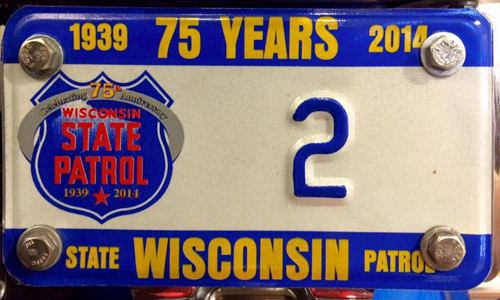 1939 75 YEARS 2014
Celebrating 75th Anniversary
WISCONSIN
STATE
PATROL
1939 2014
2
STATE WISCONSIN PATROL